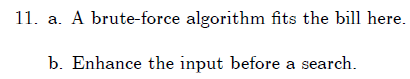 11. a. A brute-force algorithm fits the bill here.
b. Enhance the input before a search.